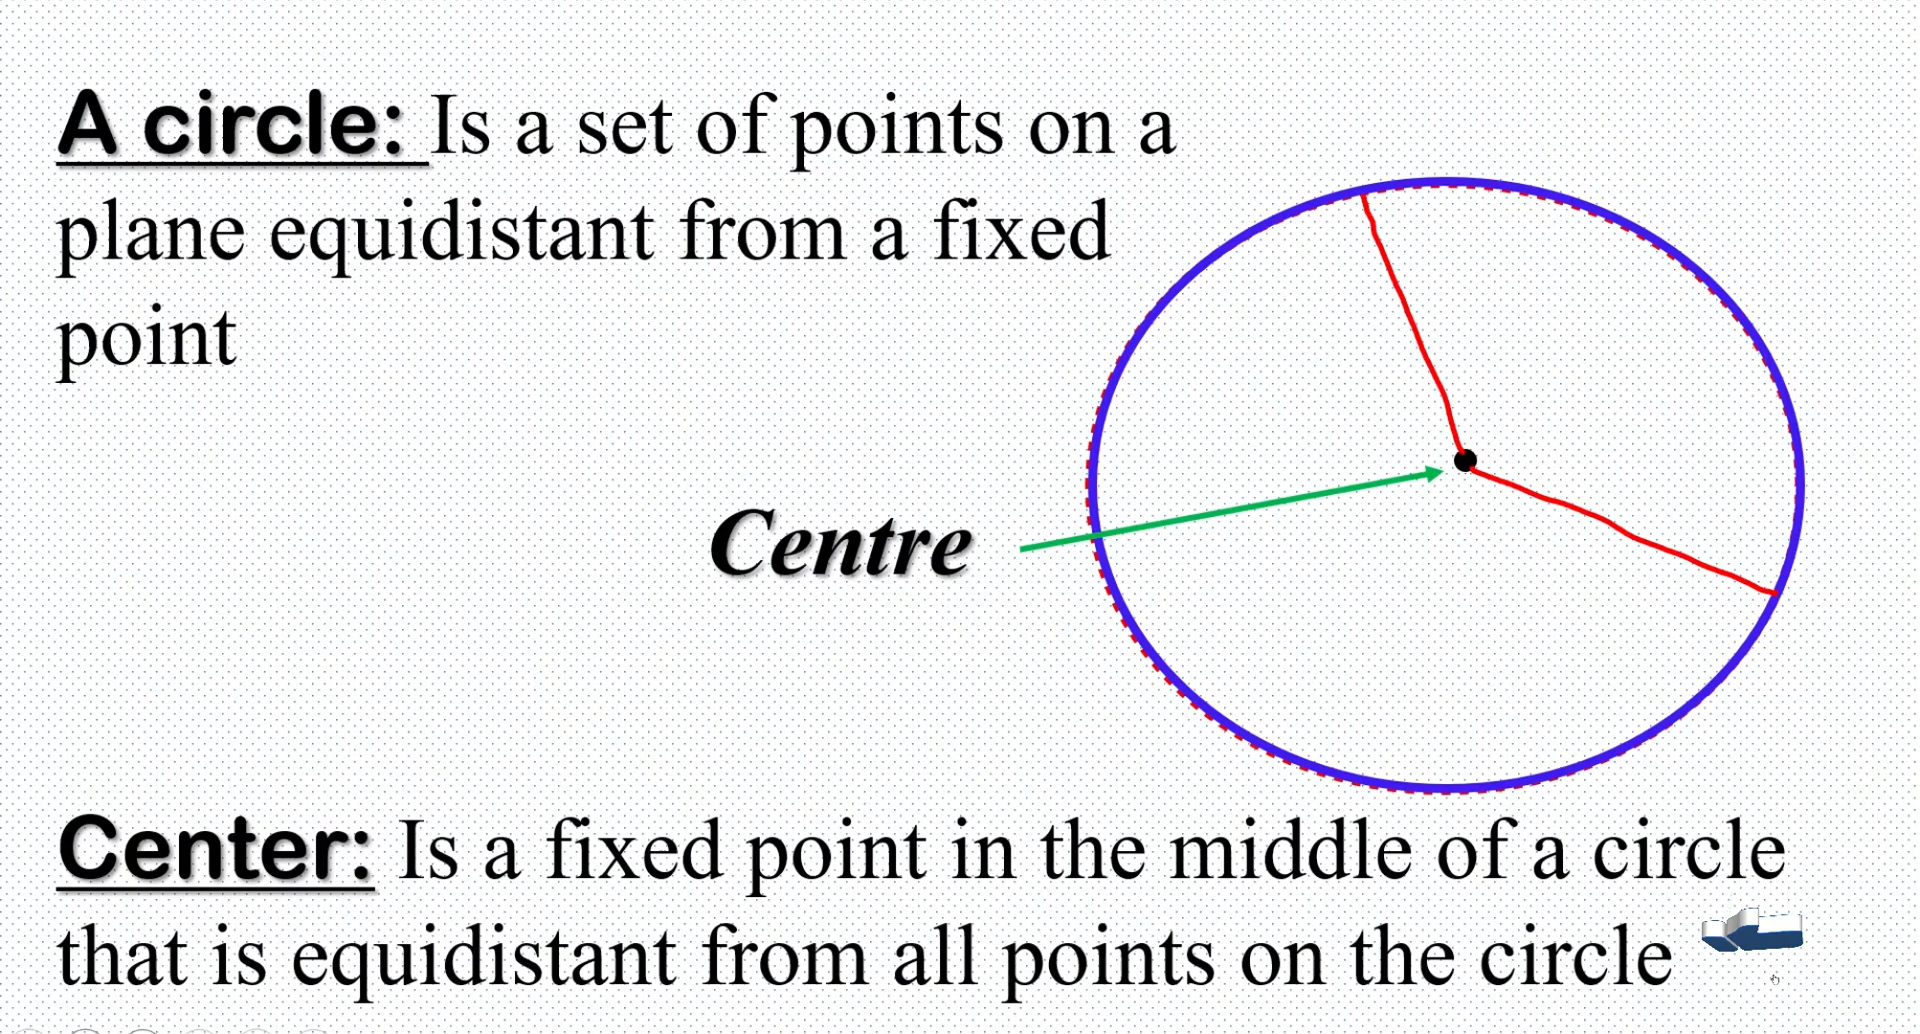 A circle: Is a set of points on a
plane equidistant from a fixed
point
Centre
Center: Is a fixed point in the middle of a circle
that is equidistant from all points on the circle